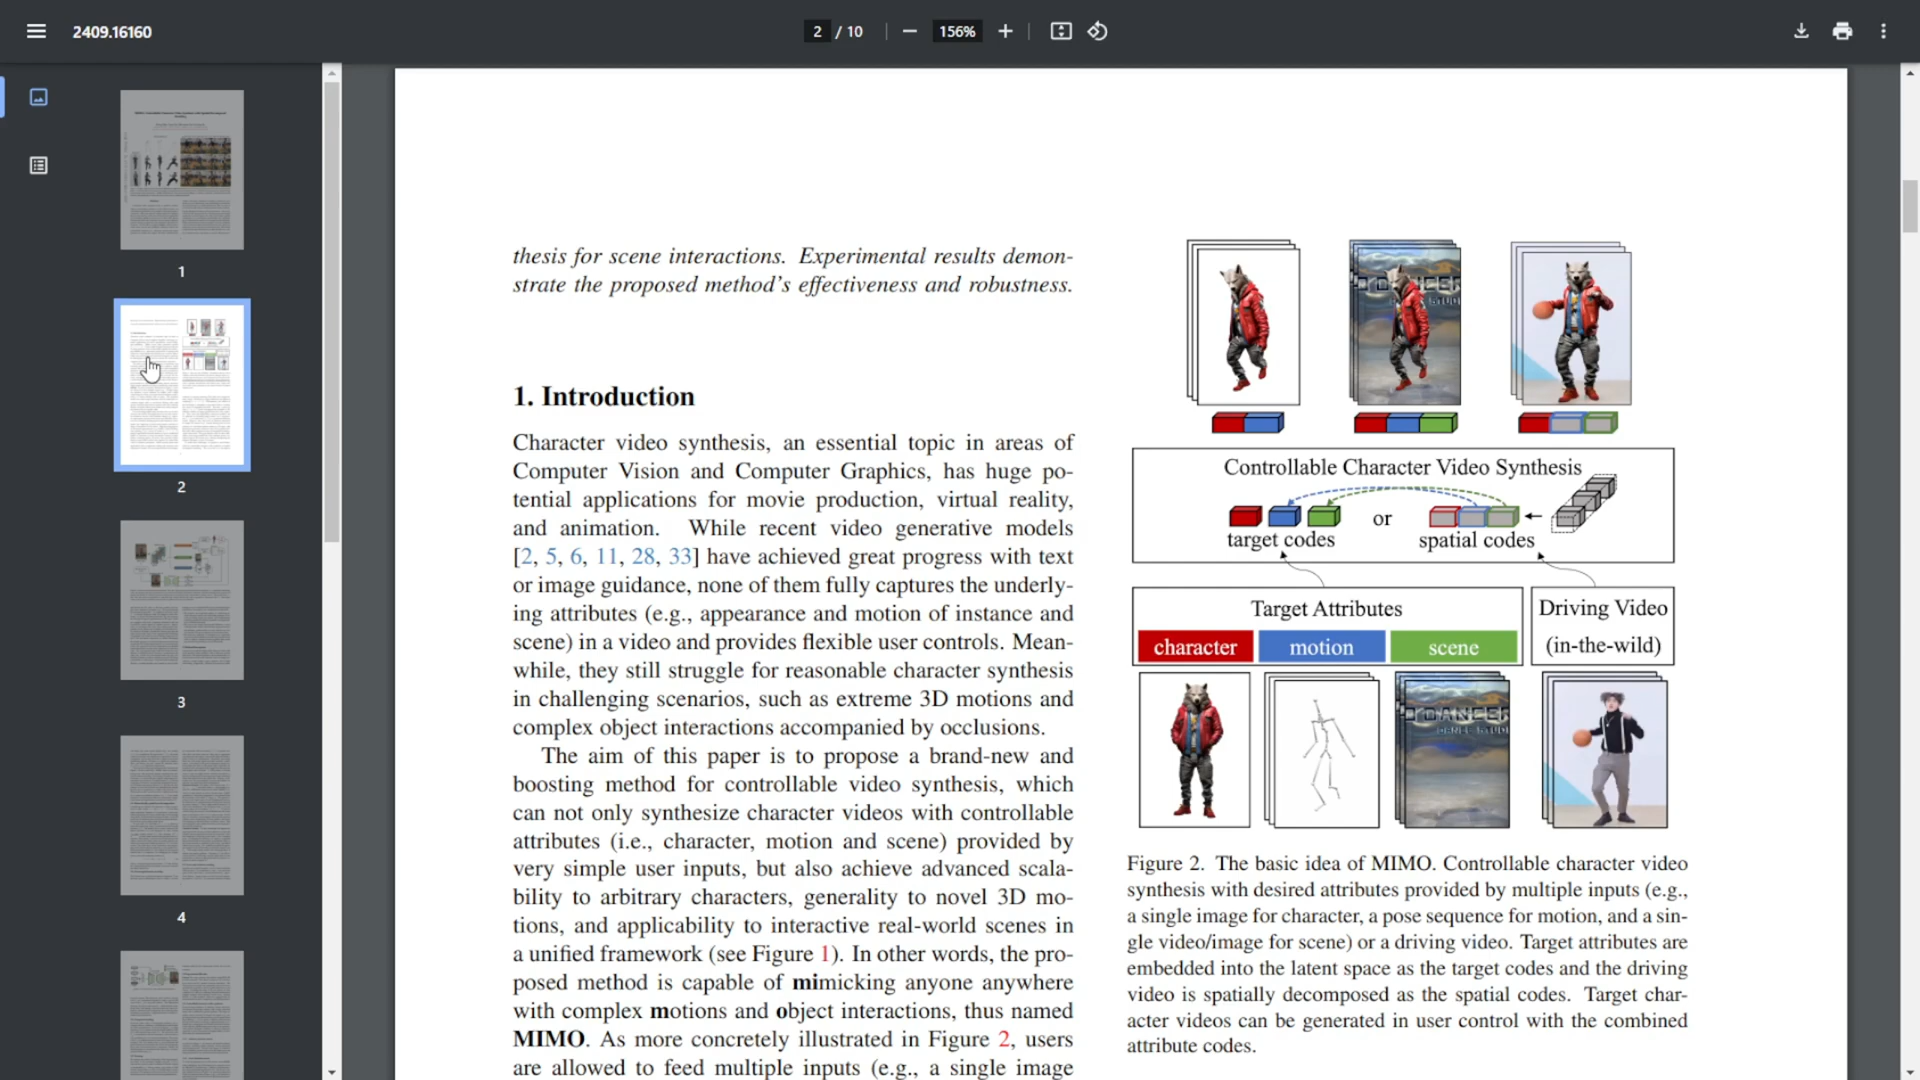 2409.16160
2 / 10
156%
1
2
3
4
thesis for scene interactions. Experimental results demon-
strate the proposed method's effectiveness and robustness.
1. Introduction
Character video synthesis, an essential topic in areas of
Computer Vision and Computer Graphics, has huge po-
tential applications for movie production, virtual reality,
and animation. While recent video generative models
[2, 5, 6, 11, 28, 33] have achieved great progress with text
or image guidance, none of them fully captures the underly-
ing attributes (e.g., appearance and motion of instance and
scene) in a video and provides flexible user controls. Mean-
while, they still struggle for reasonable character synthesis
in challenging scenarios, such as extreme 3D motions and
complex object interactions accompanied by occlusions.
The aim of this paper is to propose a brand-new and
boosting method for controllable video synthesis, which
can not only synthesize character videos with controllable
attributes (i.e., character, motion and scene) provided by
very simple user inputs, but also achieve advanced scala-
bility to arbitrary characters, generality to novel 3D mo-
tions, and applicability to interactive real-world scenes in
a unified framework (see Figure 1). In other words, the pro-
posed method is capable of mimicking anyone anywhere
with complex motions and object interactions, thus named
MIMO. As more concretely illustrated in Figure 2, users
are allowed to feed multiple inputs (e.g., a single image
Controllable Character Video Synthesis
or
target codes
spatial codes
Target Attributes
Driving Video
(in-the-wild)
character
motion
scene
Figure 2. The basic idea of MIMO. Controllable character video
synthesis with desired attributes provided by multiple inputs (e.g.,
a single image for character, a pose sequence for motion, and a sin-
gle video/image for scene) or a driving video. Target attributes are
embedded into the latent space as the target codes and the driving
video is spatially decomposed as the spatial codes. Target char-
acter videos can be generated in user control with the combined
attribute codes.